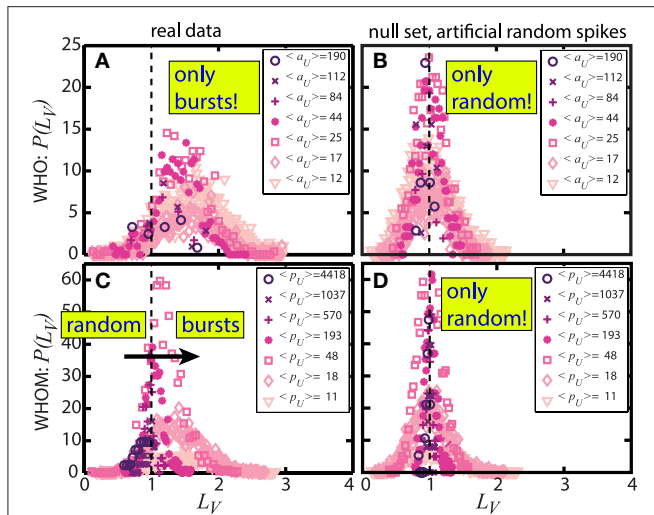 real data
null set, artificial random spikes
WHO: P(L_V)
25
20
15
10
5
0
A
only
bursts!
< a_U >=190
< a_U >=112
< a_U >= 84
< a_U >= 44
< a_U >= 25
< a_U >= 17
< a_U >= 12
B
only
random!
< a_U >=190
< a_U >=112
< a_U >= 84
< a_U >= 44
< a_U >= 25
< a_U >= 17
< a_U >= 12
WHOM: P(L_V)
60
50
40
30
20
10
0
C
random
bursts
< p_U >=4418
< p_U >=1037
< p_U >=570
< p_U >=193
< p_U >= 48
< p_U >= 18
< p_U >= 11
D
only
random!
< p_U >=4418
< p_U >=1037
< p_U >=570
< p_U >=193
< p_U >= 48
< p_U >= 18
< p_U >= 11
0 1 2 3 4
0 1 2 3 4
L_V
L_V